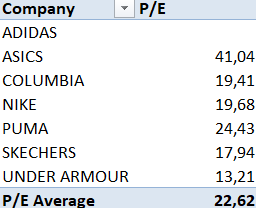 Company P/E
ADIDAS
ASICS 41,04
COLUMBIA 19,41
NIKE 19,68
PUMA 24,43
SKECHERS 17,94
UNDER ARMOUR 13,21
P/E Average 22,62